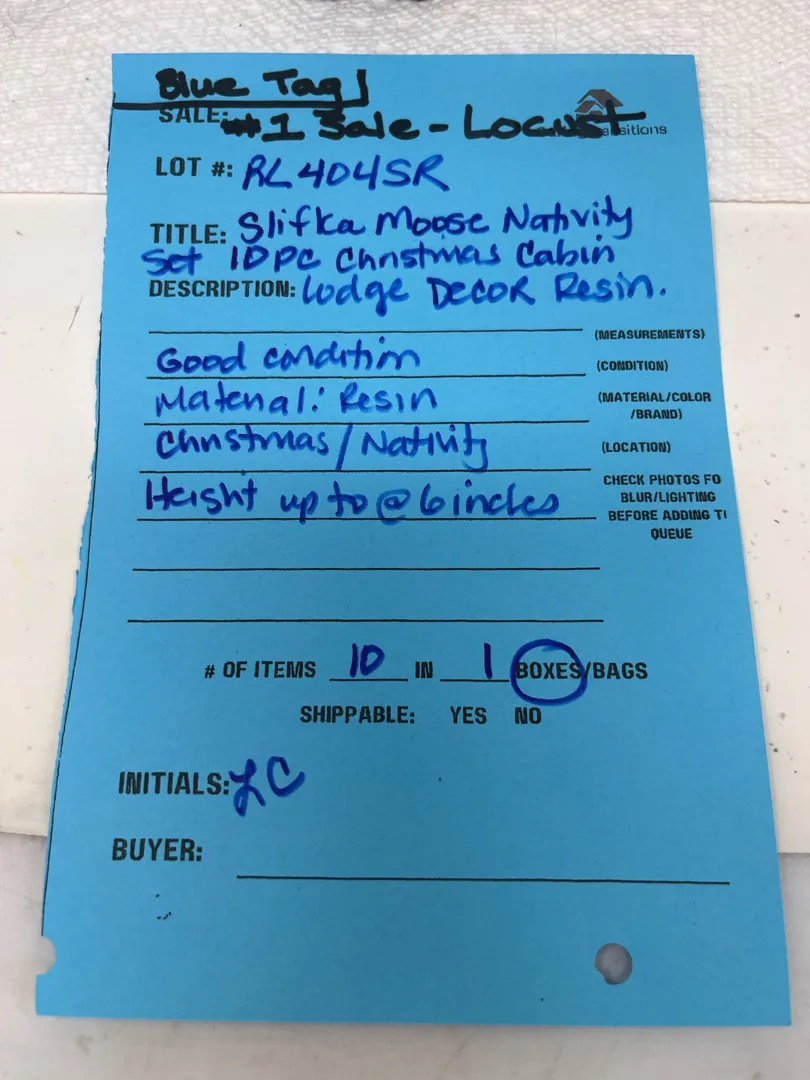 Blue Tag
SALE: #1 Sale - Locust
LOT #: RL404SR
TITLE: Slifka Moose Nativity
Set 10PC Christmas Cabin
DESCRIPTION: Lodge Decor Resin.
(MEASUREMENTS)
Good condition (CONDITION)
Material: Resin (MATERIAL/COLOR
/BRAND)
Christmas/Nativity (LOCATION)
Height up to @ 6 inches CHECK PHOTOS FO
BLUR/LIGHTING
BEFORE ADDING T
QUEUE
# OF ITEMS 10 IN 1 BOXES/BAGS
SHIPPABLE: YES NO
INITIALS: LC
BUYER: